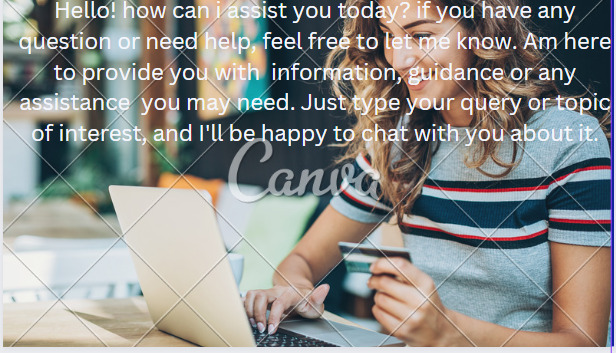 Hello! how can i assist you today? if you have any
question or need help, feel free to let me know. Am here
to provide you with information, guidance or any
assistance you may need. Just type your query or topic
of interest, and I'll be happy to chat with you about it.
Canva